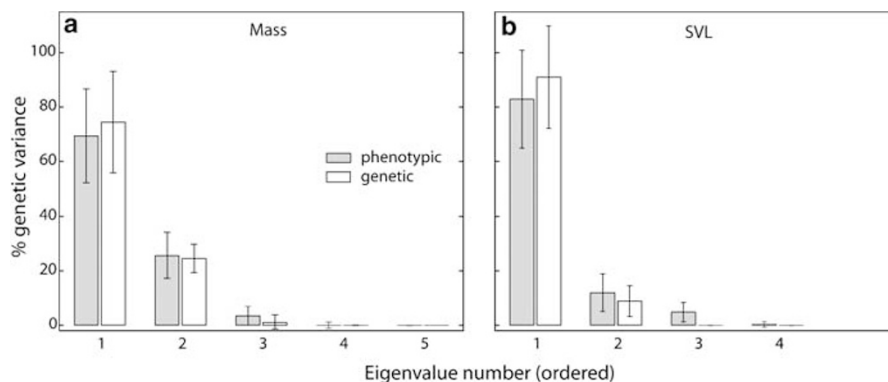 a
Mass
b
SVL
% genetic variance
100
80
60
40
20
0
phenotypic
genetic
1 2 3 4 5
1 2 3 4
Eigenvalue number (ordered)